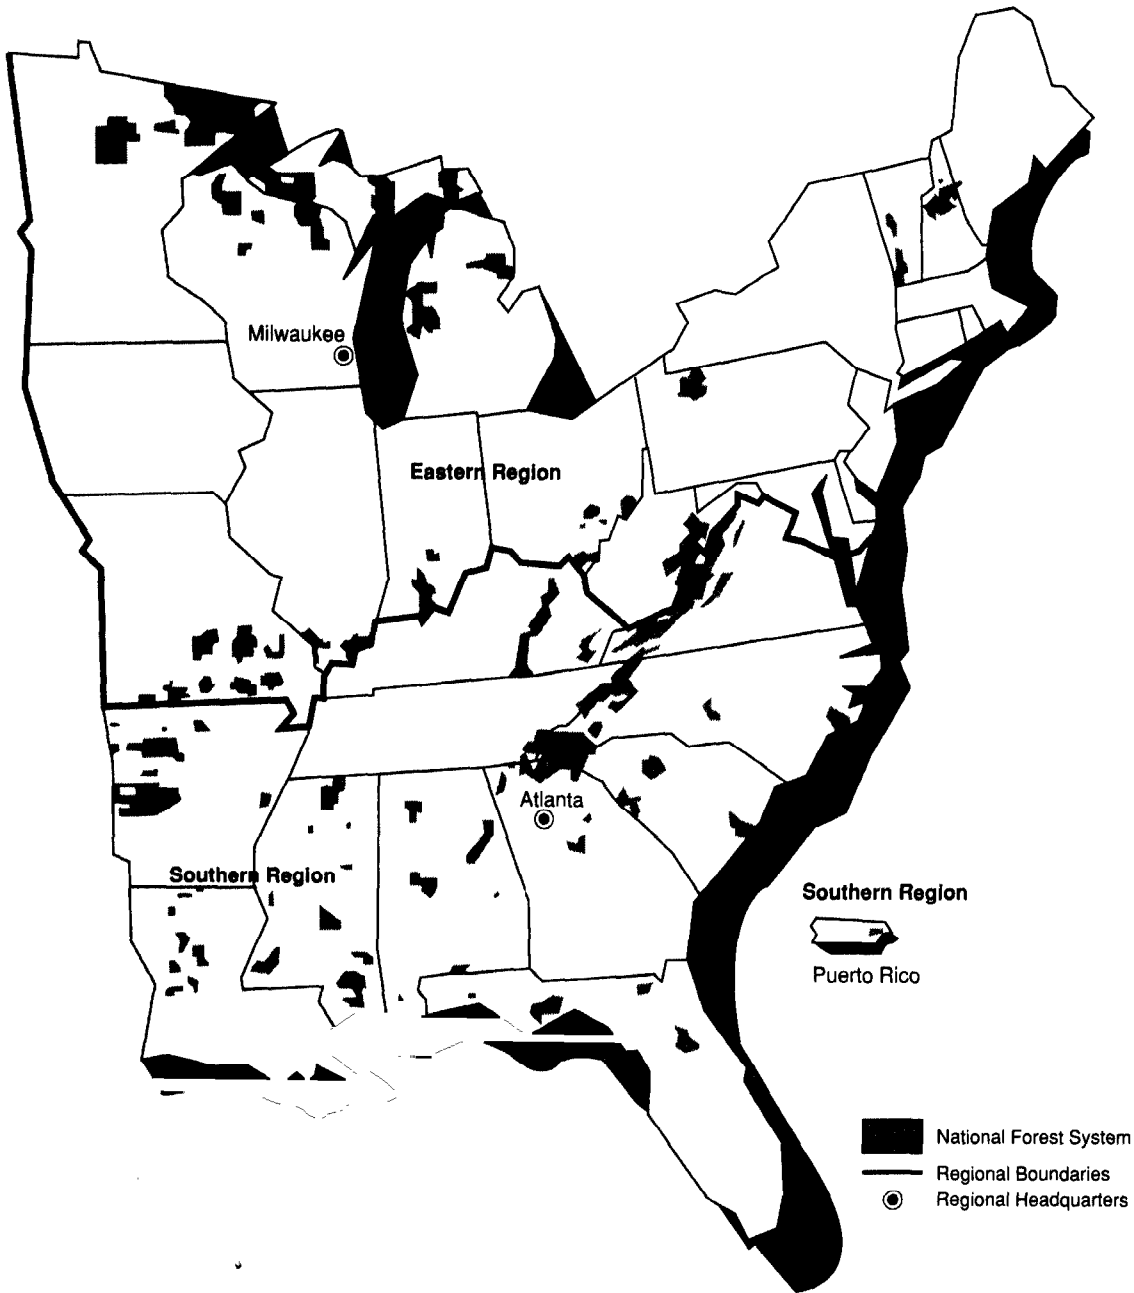 Milwaukee
Eastern Region
Atlanta
Southern Region
Southern Region
Puerto Rico
National Forest System
Regional Boundaries
Regional Headquarters